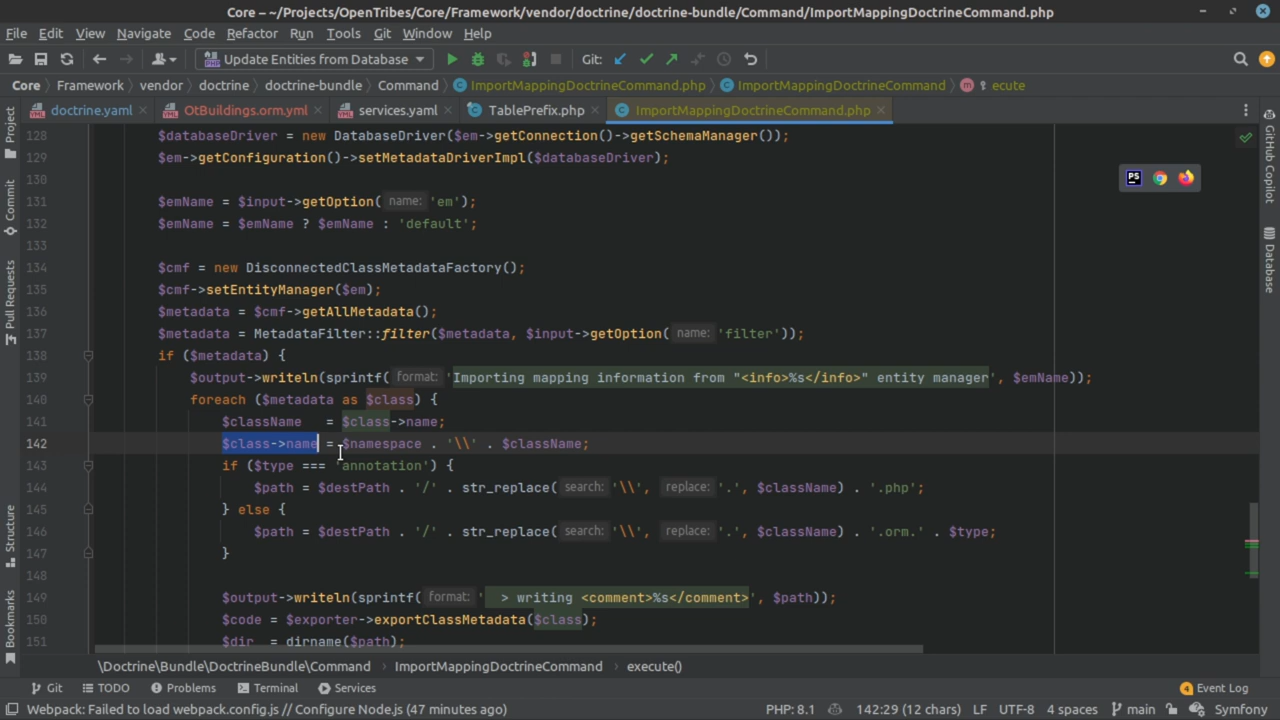 Core – ~/Projects/OpenTribes/Core/Framework/vendor/doctrine/doctrine-bundle/Command/ImportMappingDoctrineCommand.php
File Edit View Navigate Code Refactor Run Tools Git Window Help
Update Entities from Database Git:
Core Framework vendor doctrine doctrine-bundle Command ImportMappingDoctrineCommand.php ImportMappingDoctrineCommand ecute
doctrine.yaml OtBuildings.orm.yml services.yaml TablePrefix.php ImportMappingDoctrineCommand.php
128 $databaseDriver = new DatabaseDriver($em->getConnection()->getSchemaManager());
129 $em->getConfiguration()->setMetadataDriverImpl($databaseDriver);
130
131 $emName = $input->getOption( name: 'em');
132 $emName = $emName ? $emName : 'default';
133
134 $cmf = new DisconnectedClassMetadataFactory();
135 $cmf->setEntityManager($em);
136 $metadata = $cmf->getAllMetadata();
137 $metadata = MetadataFilter::filter($metadata, $input->getOption( name: 'filter'));
138 if ($metadata) {
139 $output->writeln(sprintf( format: 'Importing mapping information from "<info>%s</info>" entity manager', $emName));
140 foreach ($metadata as $class) {
141 $className = $class->name;
142 $class->name = $namespace . '\\' . $className;
143 if ($type === 'annotation') {
144 $path = $destPath . '/' . str_replace( search: '\\', replace: '.', $className) . '.php';
145 } else {
146 $path = $destPath . '/' . str_replace( search: '\\', replace: '.', $className) . '.orm.' . $type;
147 }
148
149 $output->writeln(sprintf( format: ' > writing <comment>%s</comment>', $path));
150 $code = $exporter->exportClassMetadata($class);
151 $dir = dirname($path);
Project
Commit
Pull Requests
Structure
Bookmarks
GitHub Copilot
Database
PS
\Doctrine\Bundle\DoctrineBundle\Command ImportMappingDoctrineCommand execute()
Git TODO Problems Terminal Services 4 Event Log
Webpack: Failed to load webpack.config.js // Configure Node.js (47 minutes ago) PHP: 8.1 142:29 (12 chars) LF UTF-8 4 spaces main Symfony